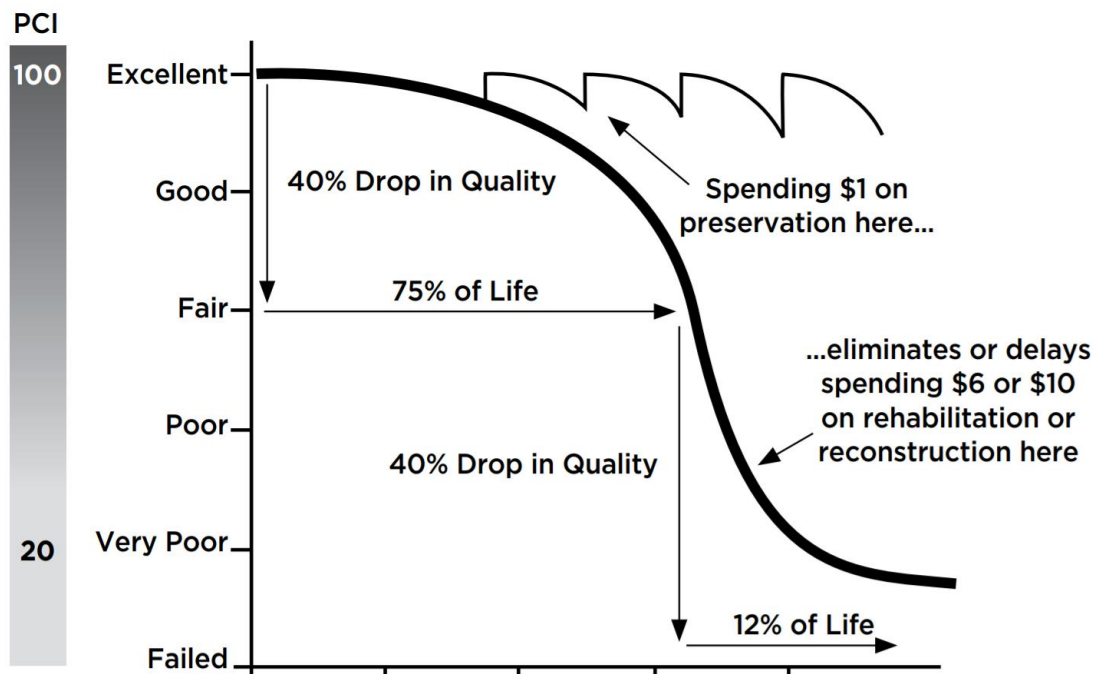 PCI
100
20
Excellent
Good
Fair
Poor
Very Poor
Failed
40% Drop in Quality
75% of Life
Spending $1 on
preservation here...
...eliminates or delays
spending $6 or $10
on rehabilitation or
reconstruction here
40% Drop in Quality
12% of Life